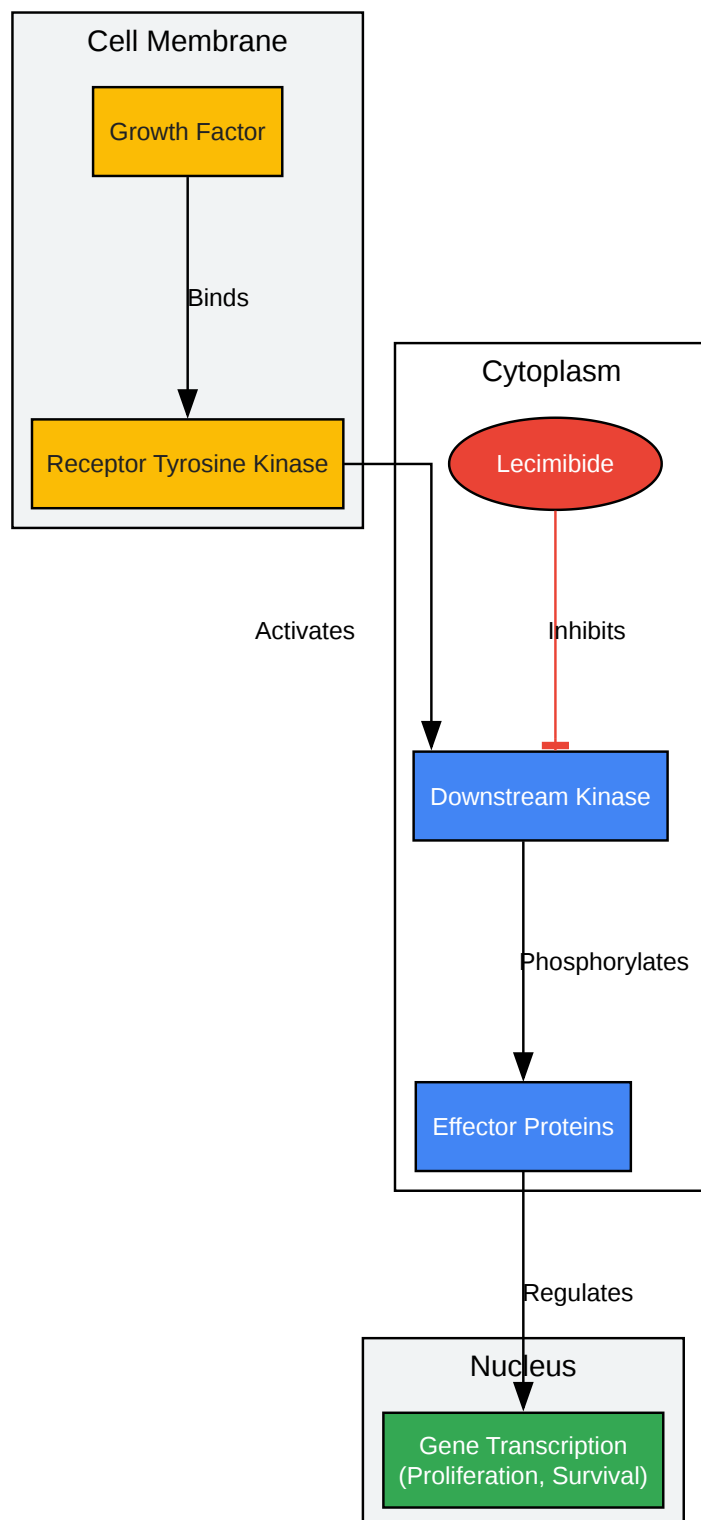 Cell Membrane
Growth Factor
Binds
Receptor Tyrosine Kinase
Cytoplasm
Lecimibide
Activates
Inhibits
Downstream Kinase
Phosphorylates
Effector Proteins
Regulates
Nucleus
Gene Transcription
(Proliferation, Survival)